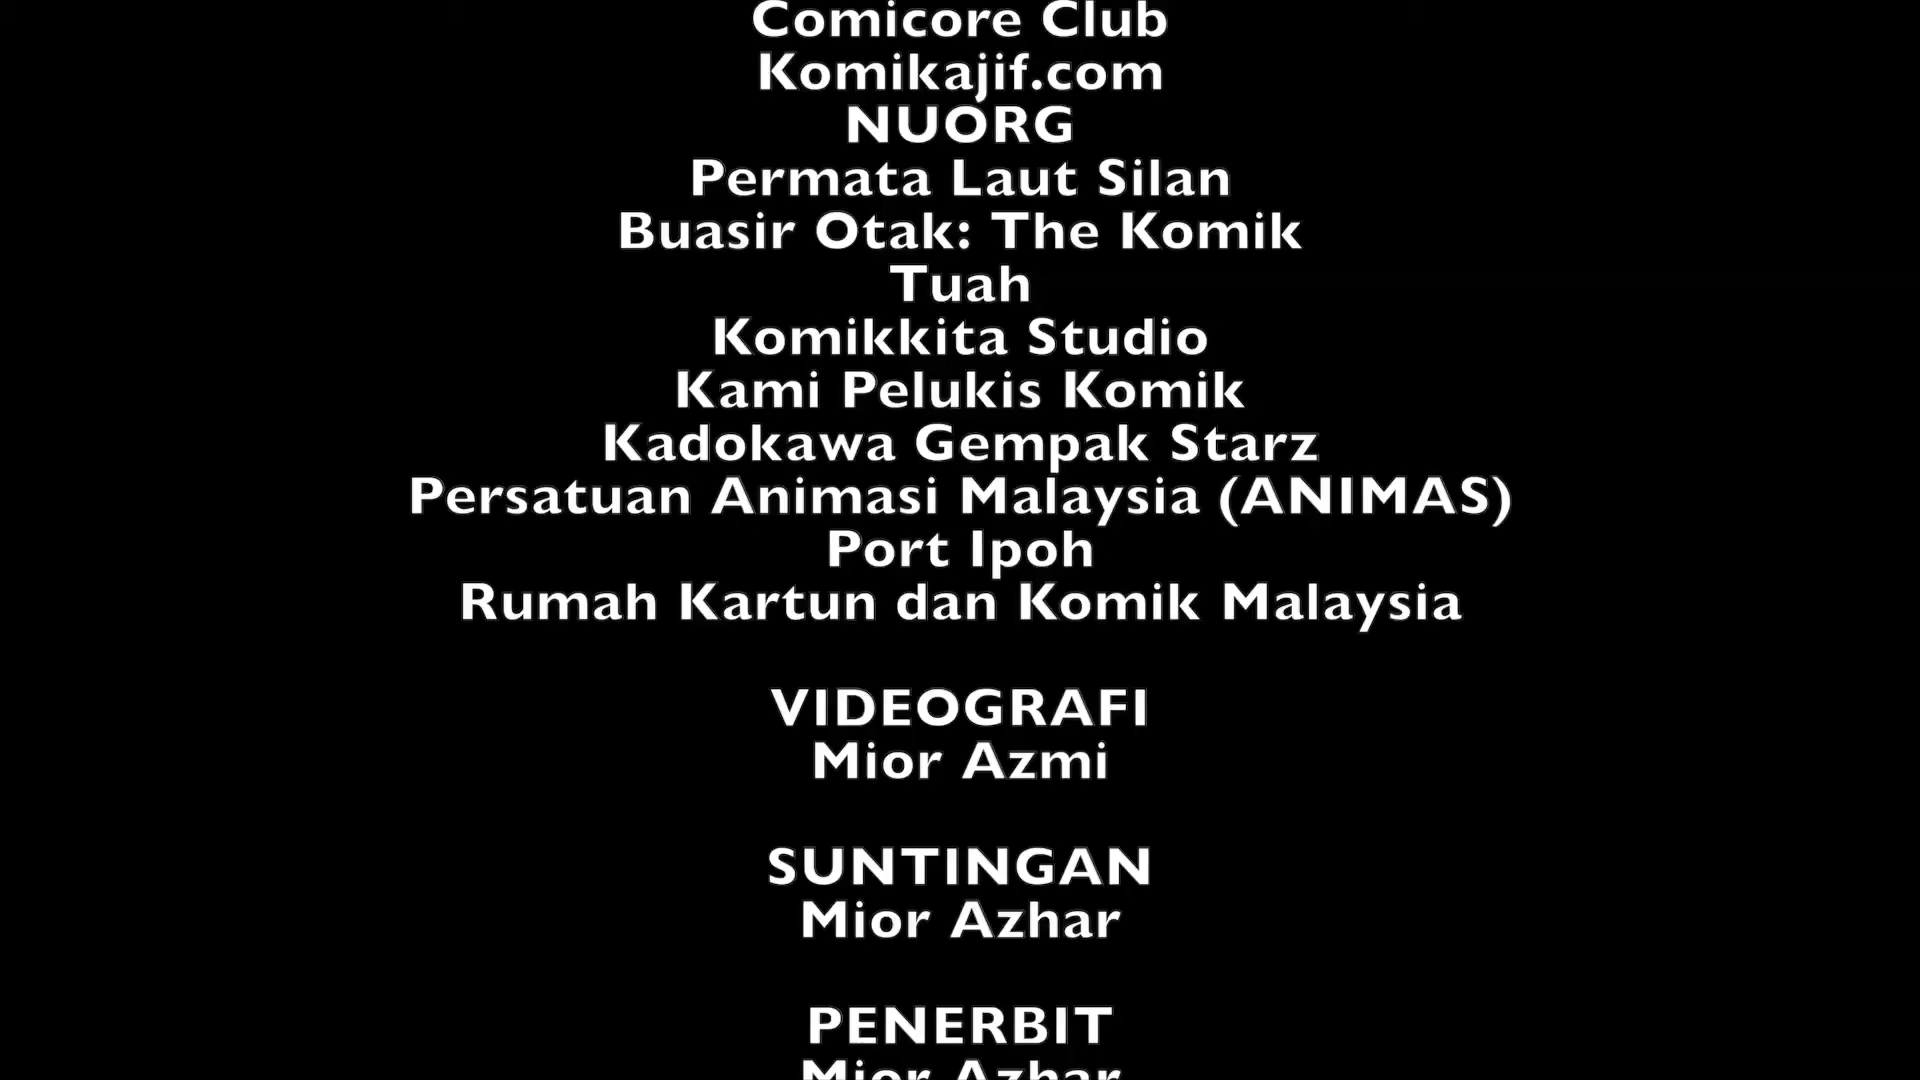 Comicore Club
Komikajif.com
NUORG
Permata Laut Silan
Buasir Otak: The Komik
Tuah
Komikkita Studio
Kami Pelukis Komik
Kadokawa Gempak Starz
Persatuan Animasi Malaysia (ANIMAS)
Port Ipoh
Rumah Kartun dan Komik Malaysia
VIDEOGRAFI
Mior Azmi
SUNTINGAN
Mior Azhar
PENERBIT
Mior Azhar